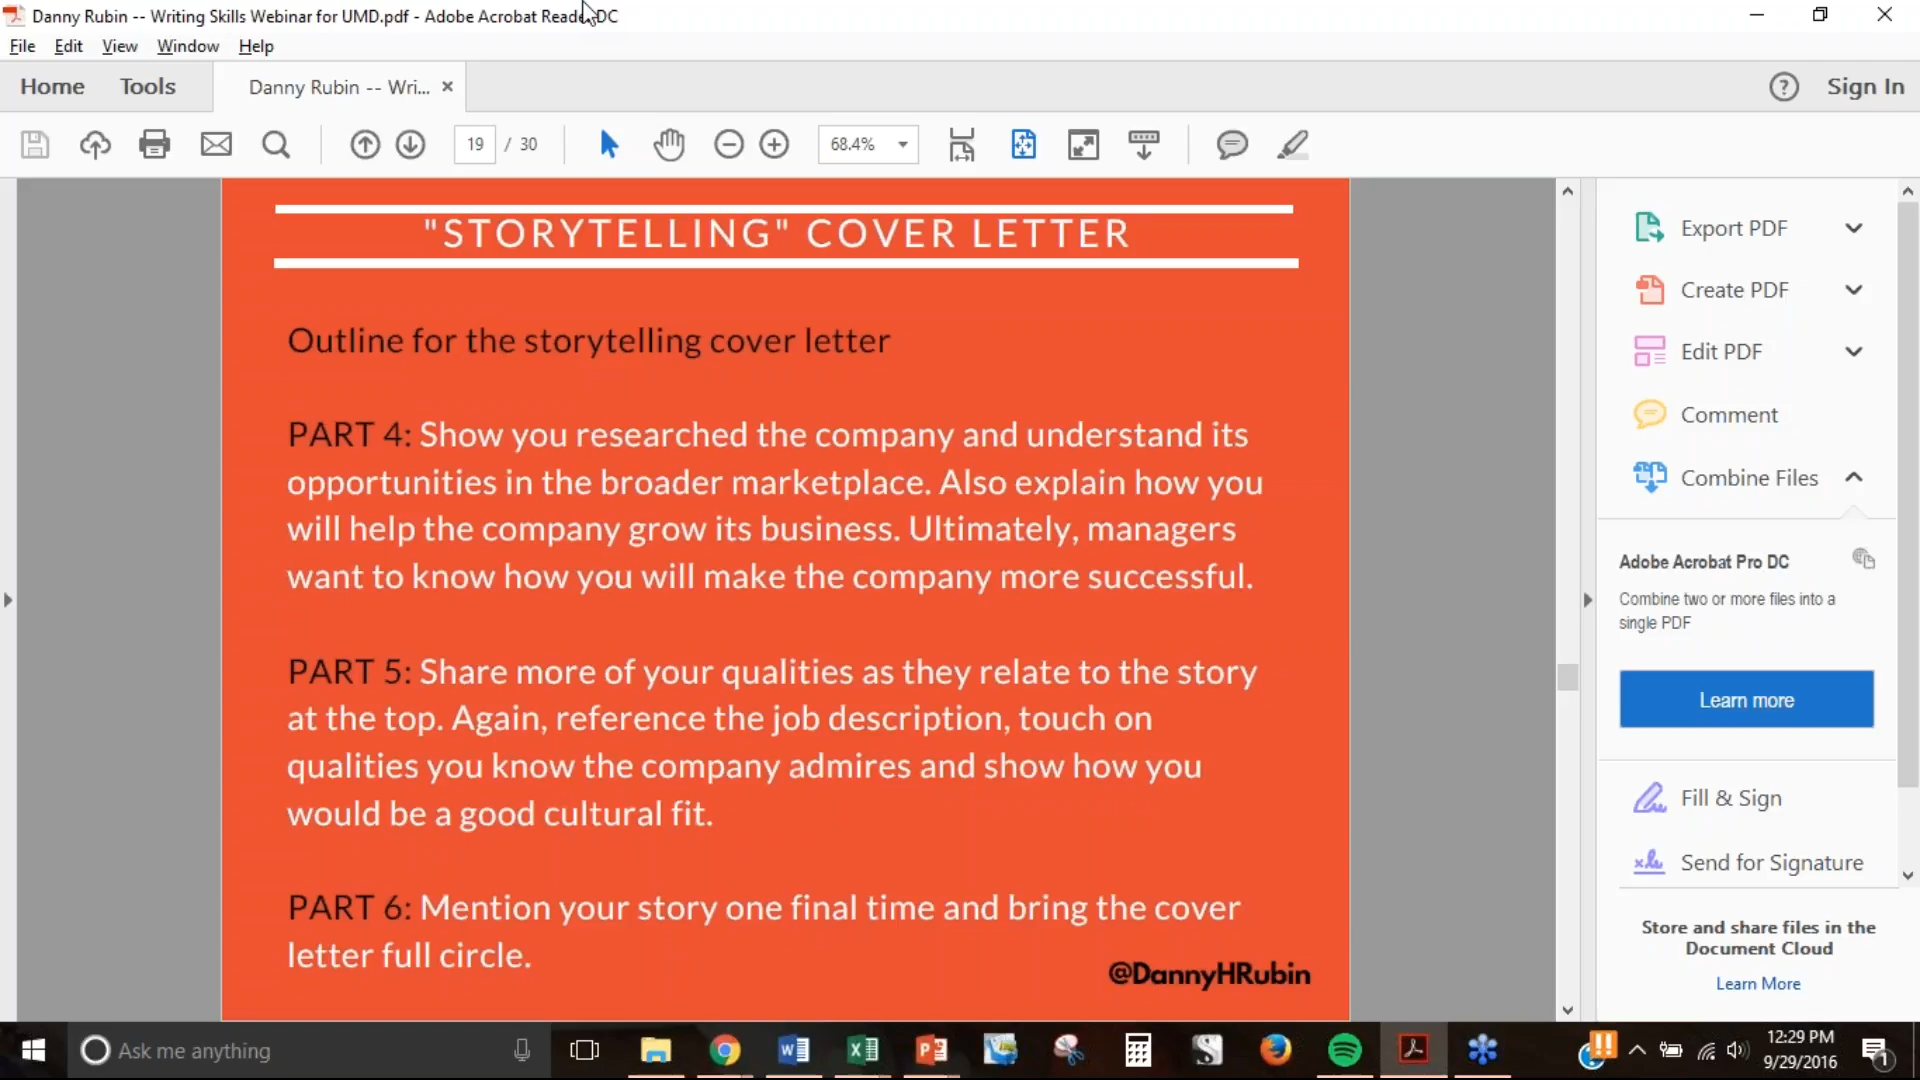 Danny Rubin -- Writing Skills Webinar for UMD.pdf - Adobe Acrobat Reader DC
File Edit View Window Help
Home Tools Danny Rubin -- Wri... × ? Sign In
19 / 30 68.4%
"STORYTELLING" COVER LETTER
Outline for the storytelling cover letter
PART 4: Show you researched the company and understand its
opportunities in the broader marketplace. Also explain how you
will help the company grow its business. Ultimately, managers
want to know how you will make the company more successful.
PART 5: Share more of your qualities as they relate to the story
at the top. Again, reference the job description, touch on
qualities you know the company admires and show how you
would be a good cultural fit.
PART 6: Mention your story one final time and bring the cover
letter full circle.
@DannyHRubin
Export PDF
Create PDF
Edit PDF
Comment
Combine Files
Adobe Acrobat Pro DC
Combine two or more files into a
single PDF
Learn more
Fill & Sign
Send for Signature
Store and share files in the
Document Cloud
Learn More
Ask me anything
12:29 PM
9/29/2016
1